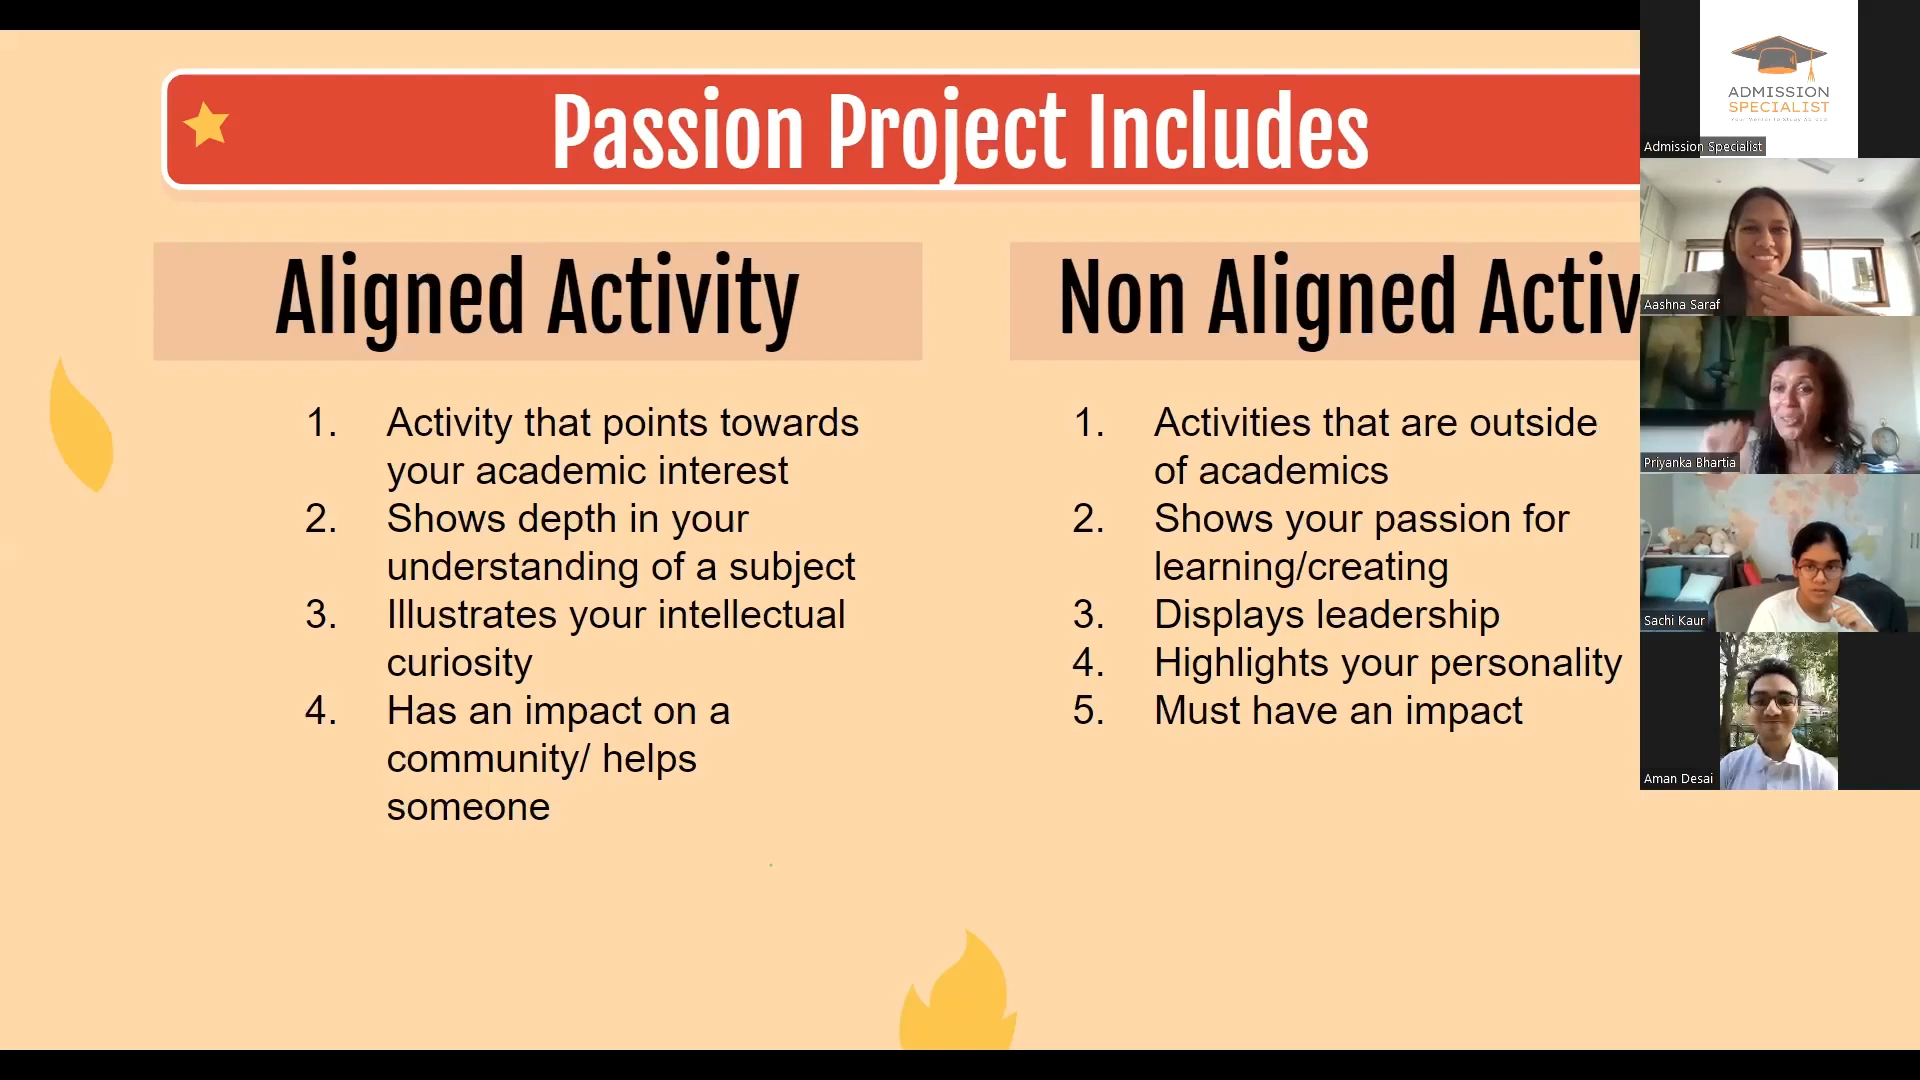 Passion Project Includes
Aligned Activity
1. Activity that points towards
your academic interest
2. Shows depth in your
understanding of a subject
3. Illustrates your intellectual
curiosity
4. Has an impact on a
community/ helps
someone
Non Aligned Activ
1. Activities that are outside
of academics
2. Shows your passion for
learning/creating
3. Displays leadership
4. Highlights your personality
5. Must have an impact
ADMISSION
SPECIALIST
Admission Specialist
Aashna Saraf
Priyanka Bhartia
Sachi Kaur
Aman Desai